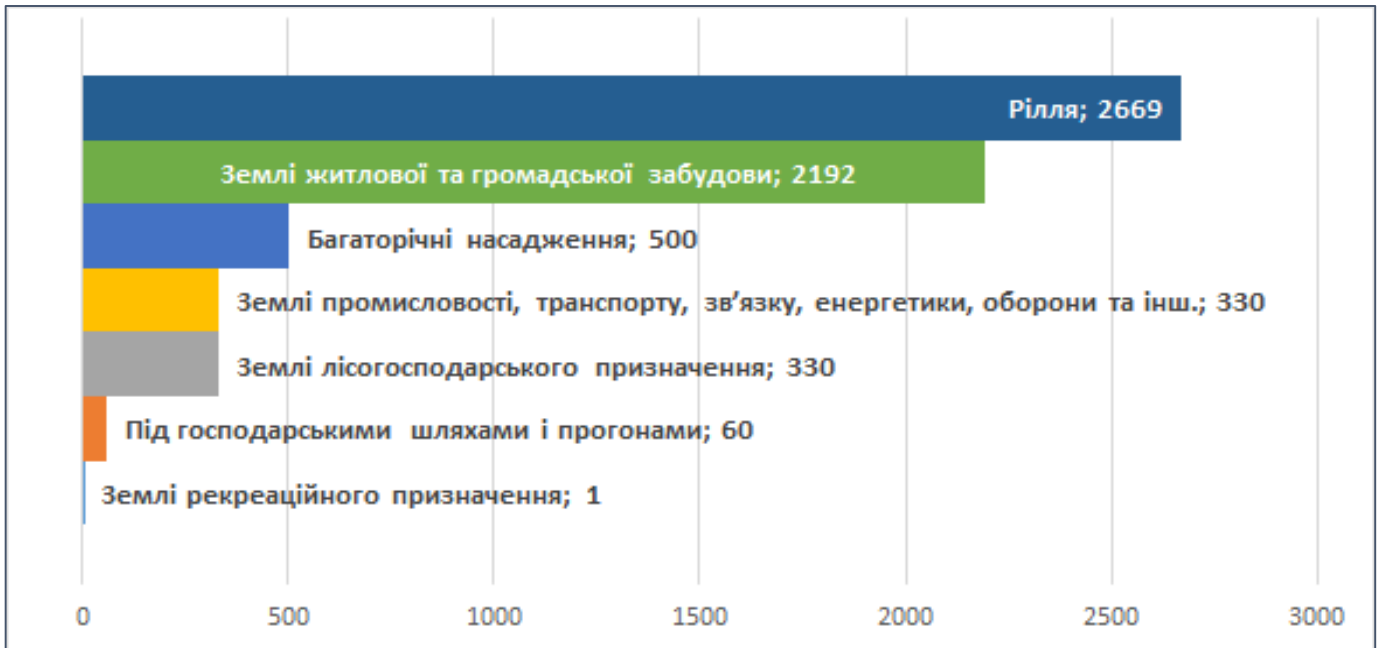 Рілля; 2669
Землі житлової та громадської забудови; 2192
Багаторічні насадження; 500
Землі промисловості, транспорту, зв’язку, енергетики, оборони та інш.; 330
Землі лісогосподарського призначення; 330
Під господарськими шляхами і прогонами; 60
Землі рекреаційного призначення; 1
0 500 1000 1500 2000 2500 3000